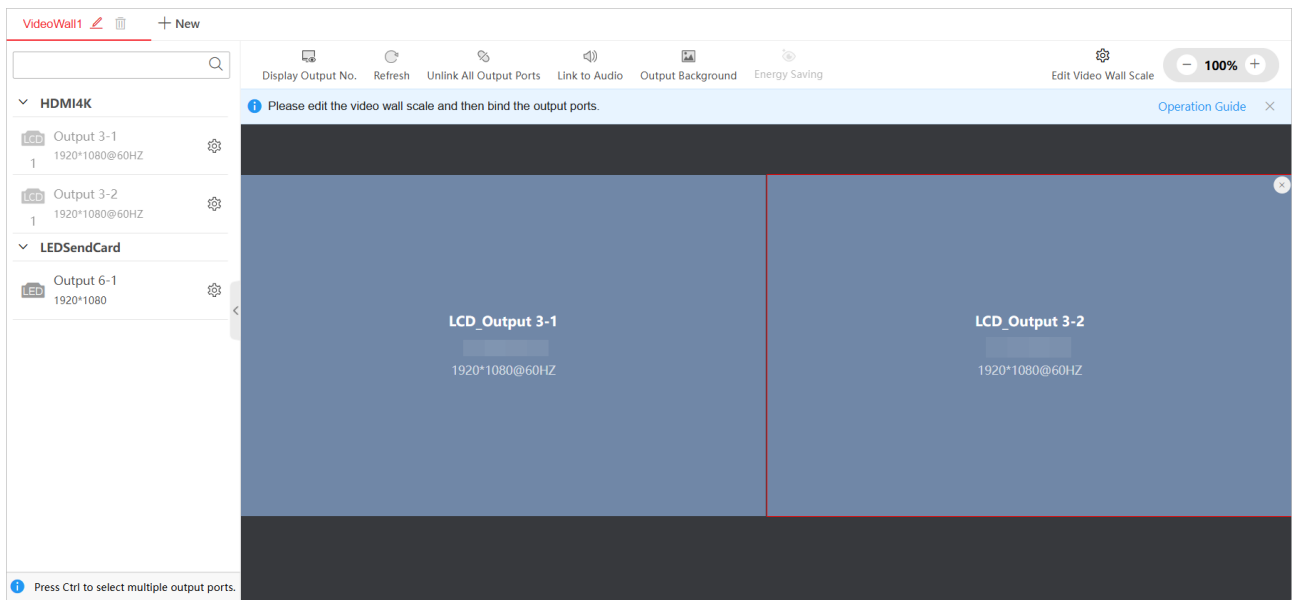 VideoWall1
New
Display Output No.
Refresh
Unlink All Output Ports
Link to Audio
Output Background
Energy Saving
Edit Video Wall Scale
100%
Please edit the video wall scale and then bind the output ports.
Operation Guide
HDMI4K
LCD
Output 3-1
1920*1080@60HZ
1
LCD
Output 3-2
1920*1080@60HZ
1
LEDSendCard
LED
Output 6-1
1920*1080
Press Ctrl to select multiple output ports.
LCD_Output 3-1
1920*1080@60HZ
LCD_Output 3-2
1920*1080@60HZ